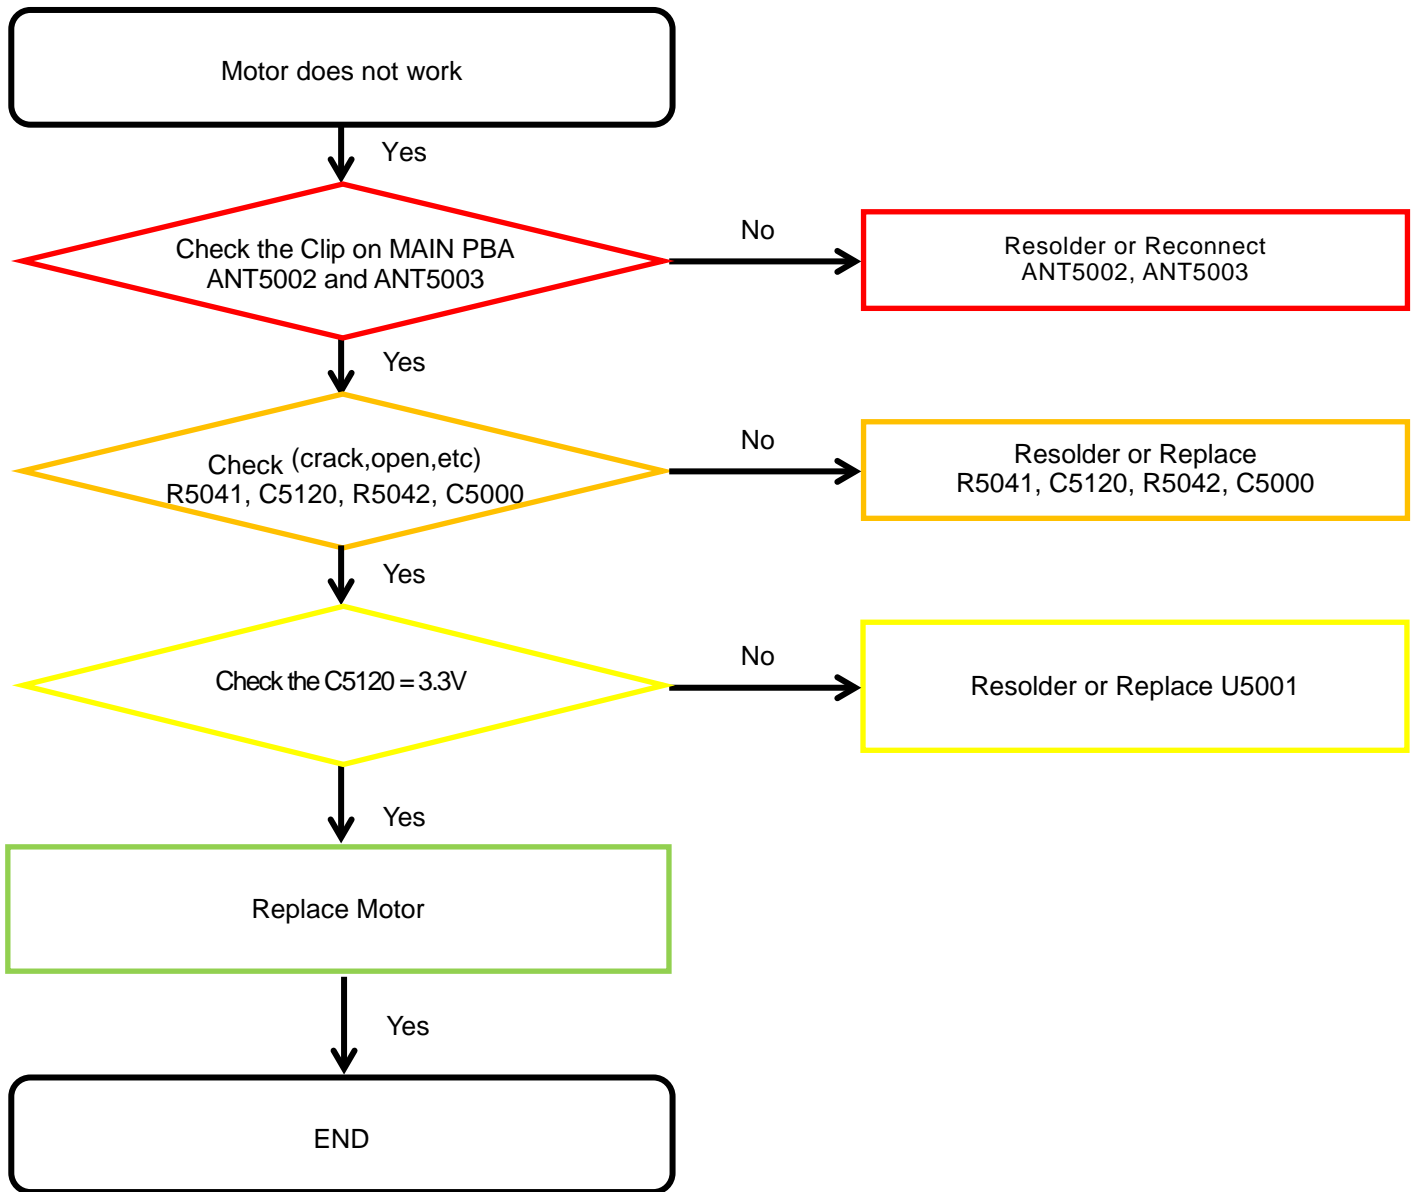 Motor does not work
Yes
Check the Clip on MAIN PBA
ANT5002 and ANT5003
No
Resolder or Reconnect
ANT5002, ANT5003
Yes
Check (crack,open,etc)
R5041, C5120, R5042, C5000
No
Resolder or Replace
R5041, C5120, R5042, C5000
Yes
Check the C5120 = 3.3V
No
Resolder or Replace U5001
Yes
Replace Motor
Yes
END